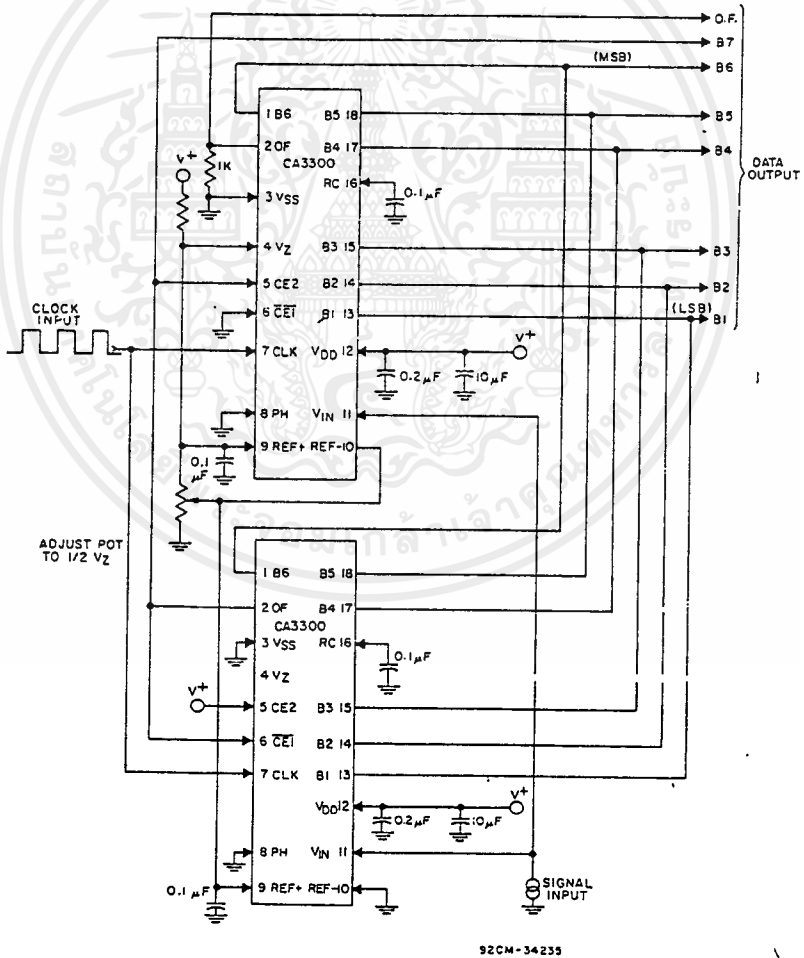 O.F.
B7
(MSB)
B6
1 B6 B5 18
B5
2 OF B4 17
B4
CA3300
1K
DATA
OUTPUT
V+
RC 16
0.1µF
3 VSS
4 VZ B3 15
B3
5 CE2 B2 14
B2
CLOCK
INPUT
(LSB)
6 CE1 B1 13
B1
7 CLK VDD 12
V+
0.2µF 10µF
8 PH VIN 11
9 REF+ REF-10
0.1
µF
ADJUST POT
TO 1/2 VZ
1 B6 B5 18
2 OF B4 17
CA3300
3 VSS RC 16
0.1µF
4 VZ
V+
5 CE2 B3 15
6 CE1 B2 14
7 CLK B1 13
VDD12
V+
0.2µF 10µF
8 PH VIN 11
0.1 µF
9 REF+ REF-10
SIGNAL
INPUT
92CM-34235